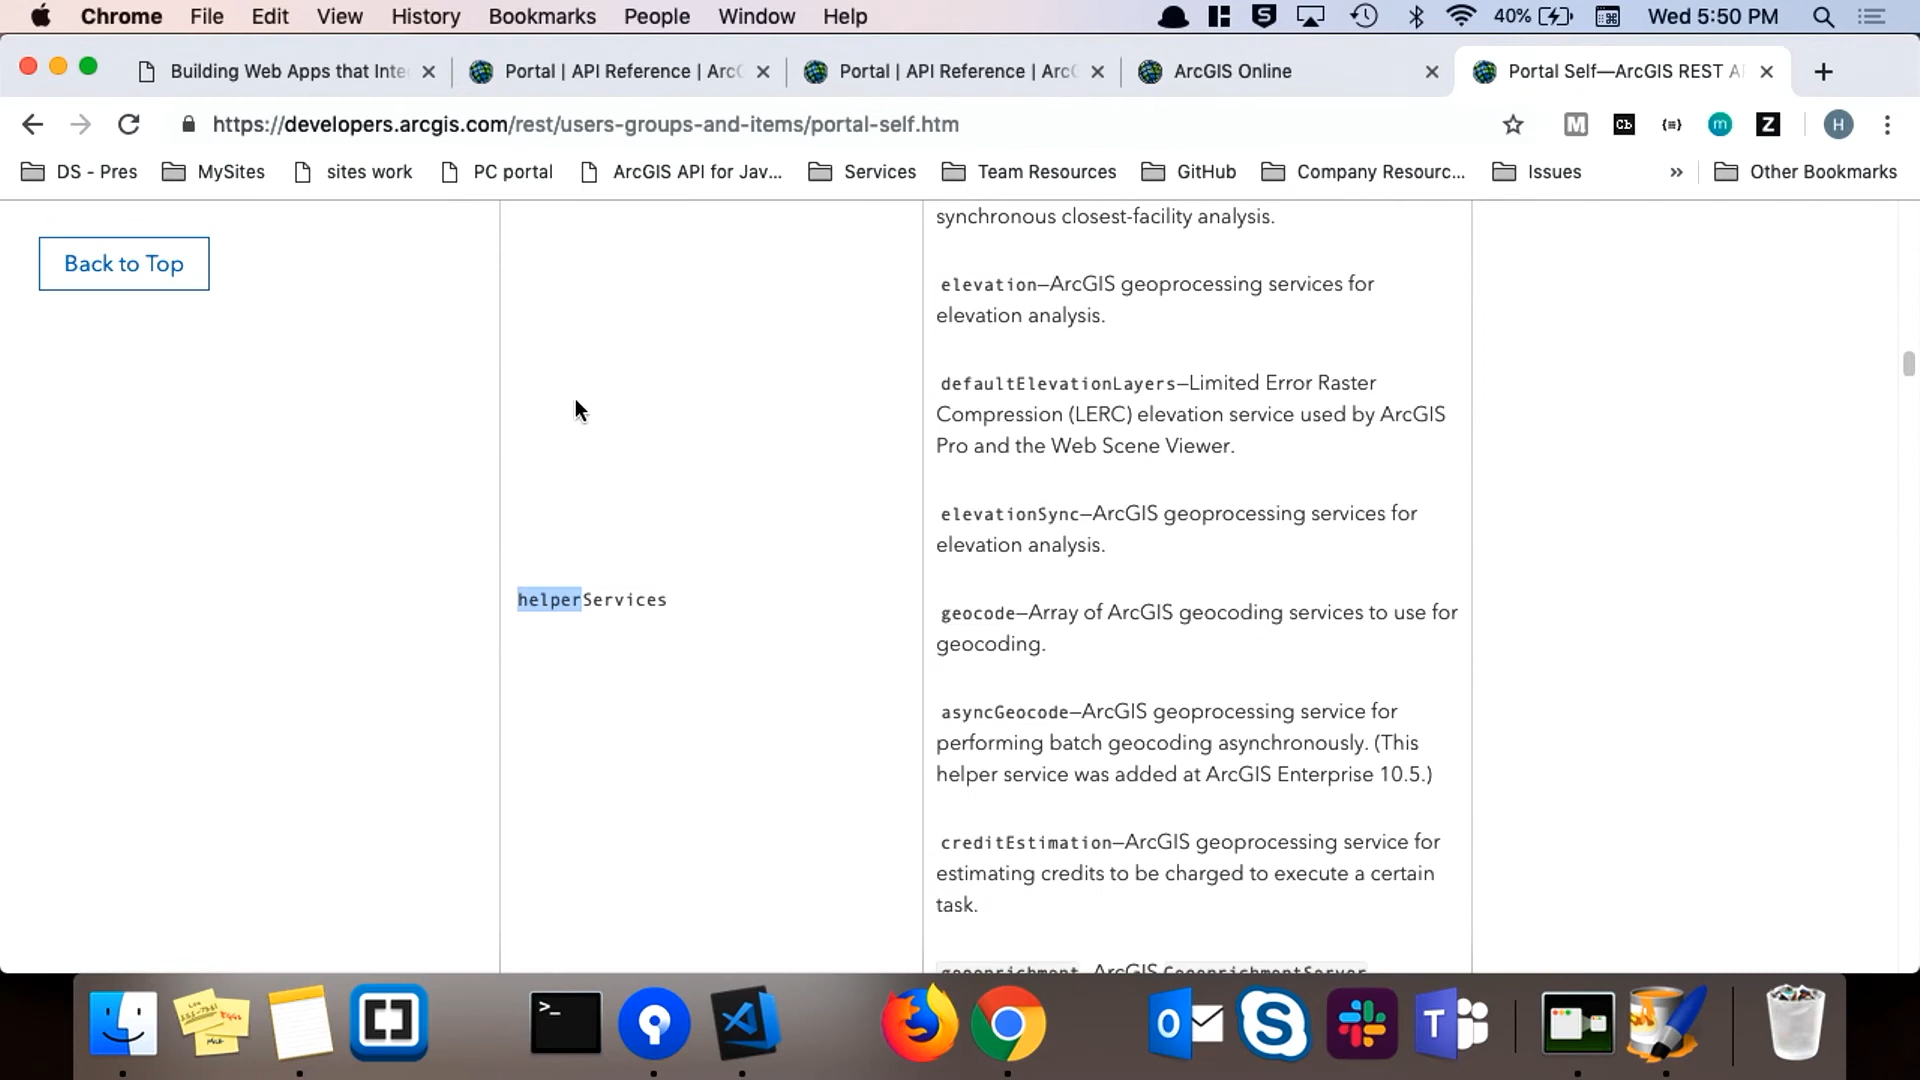 Chrome File Edit View History Bookmarks People Window Help 40% Wed 5:50 PM
Building Web Apps that Inte
Portal | API Reference | Arc
Portal | API Reference | Arc
ArcGIS Online
Portal Self—ArcGIS REST A
https://developers.arcgis.com/rest/users-groups-and-items/portal-self.htm
DS - Pres MySites sites work PC portal ArcGIS API for Jav... Services Team Resources GitHub Company Resourc... Issues » Other Bookmarks
Back to Top
helperServices
synchronous closest-facility analysis.
elevation—ArcGIS geoprocessing services for
elevation analysis.
defaultElevationLayers—Limited Error Raster
Compression (LERC) elevation service used by ArcGIS
Pro and the Web Scene Viewer.
elevationSync—ArcGIS geoprocessing services for
elevation analysis.
geocode—Array of ArcGIS geocoding services to use for
geocoding.
asyncGeocode—ArcGIS geoprocessing service for
performing batch geocoding asynchronously. (This
helper service was added at ArcGIS Enterprise 10.5.)
creditEstimation—ArcGIS geoprocessing service for
estimating credits to be charged to execute a certain
task.
geoenrichment—ArcGIS GeoenrichmentServer